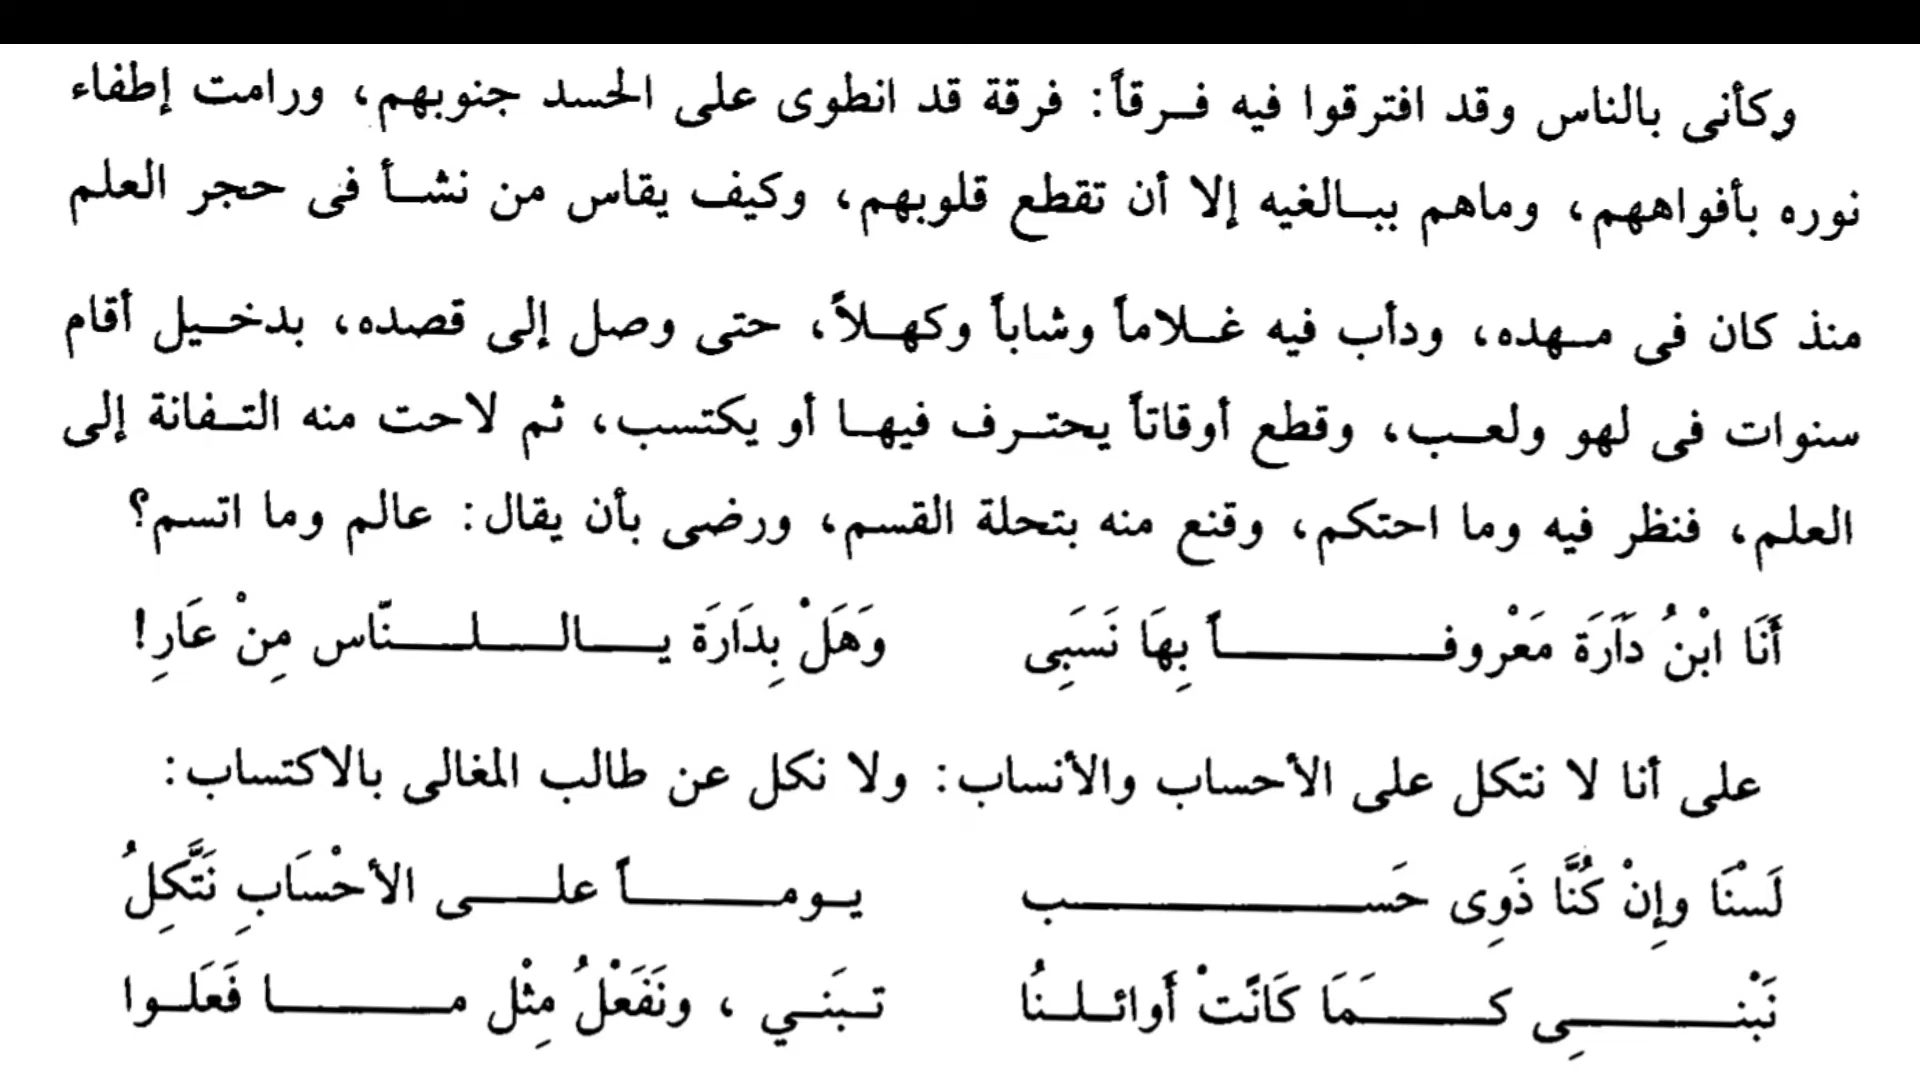 وكأنى بالناس وقد افترقوا فيه فرقاً: فرقة قد انطوى على الحسد جنوبهم، ورامت إطفاء
نوره بأفواههم، وماهم ببالغيه إلا أن تقطع قلوبهم، وكيف يقاس من نشأ فى حجر العلم
منذ كان فى مهده، ودأب فيه غلاماً وشاباً وكهلاً، حتى وصل إلى قصده، بدخيل أقام
سنوات فى لهو ولعب، وقطع أوقاتاً يحترف فيها أو يكتسب، ثم لاحت منه التفانة إلى
العلم، فنظر فيه وما احتكم، وقنع منه بتحلة القسم، ورضى بأن يقال: عالم وما اتسم؟
أَنَا ابْنُ دَارَةَ مَعْروفاً بِهَا نَسَبِى وَهَلْ بِدَارَة يالـلـنَّاس مِنْ عَارِ!
على أنا لا نتكل على الأحساب والأنساب: ولا نكل عن طالب المغالى بالاكتساب:
لَسْنَا وإِنْ كُنَّا ذَوِى حَسب يوماً على الأحْسَابِ نَتَّكِلُ
نَبْنِى كَمَا كَانَتْ أَوائلنُا تبَني ، ونَفَعْلُ مِثْل ما فَعَلوا